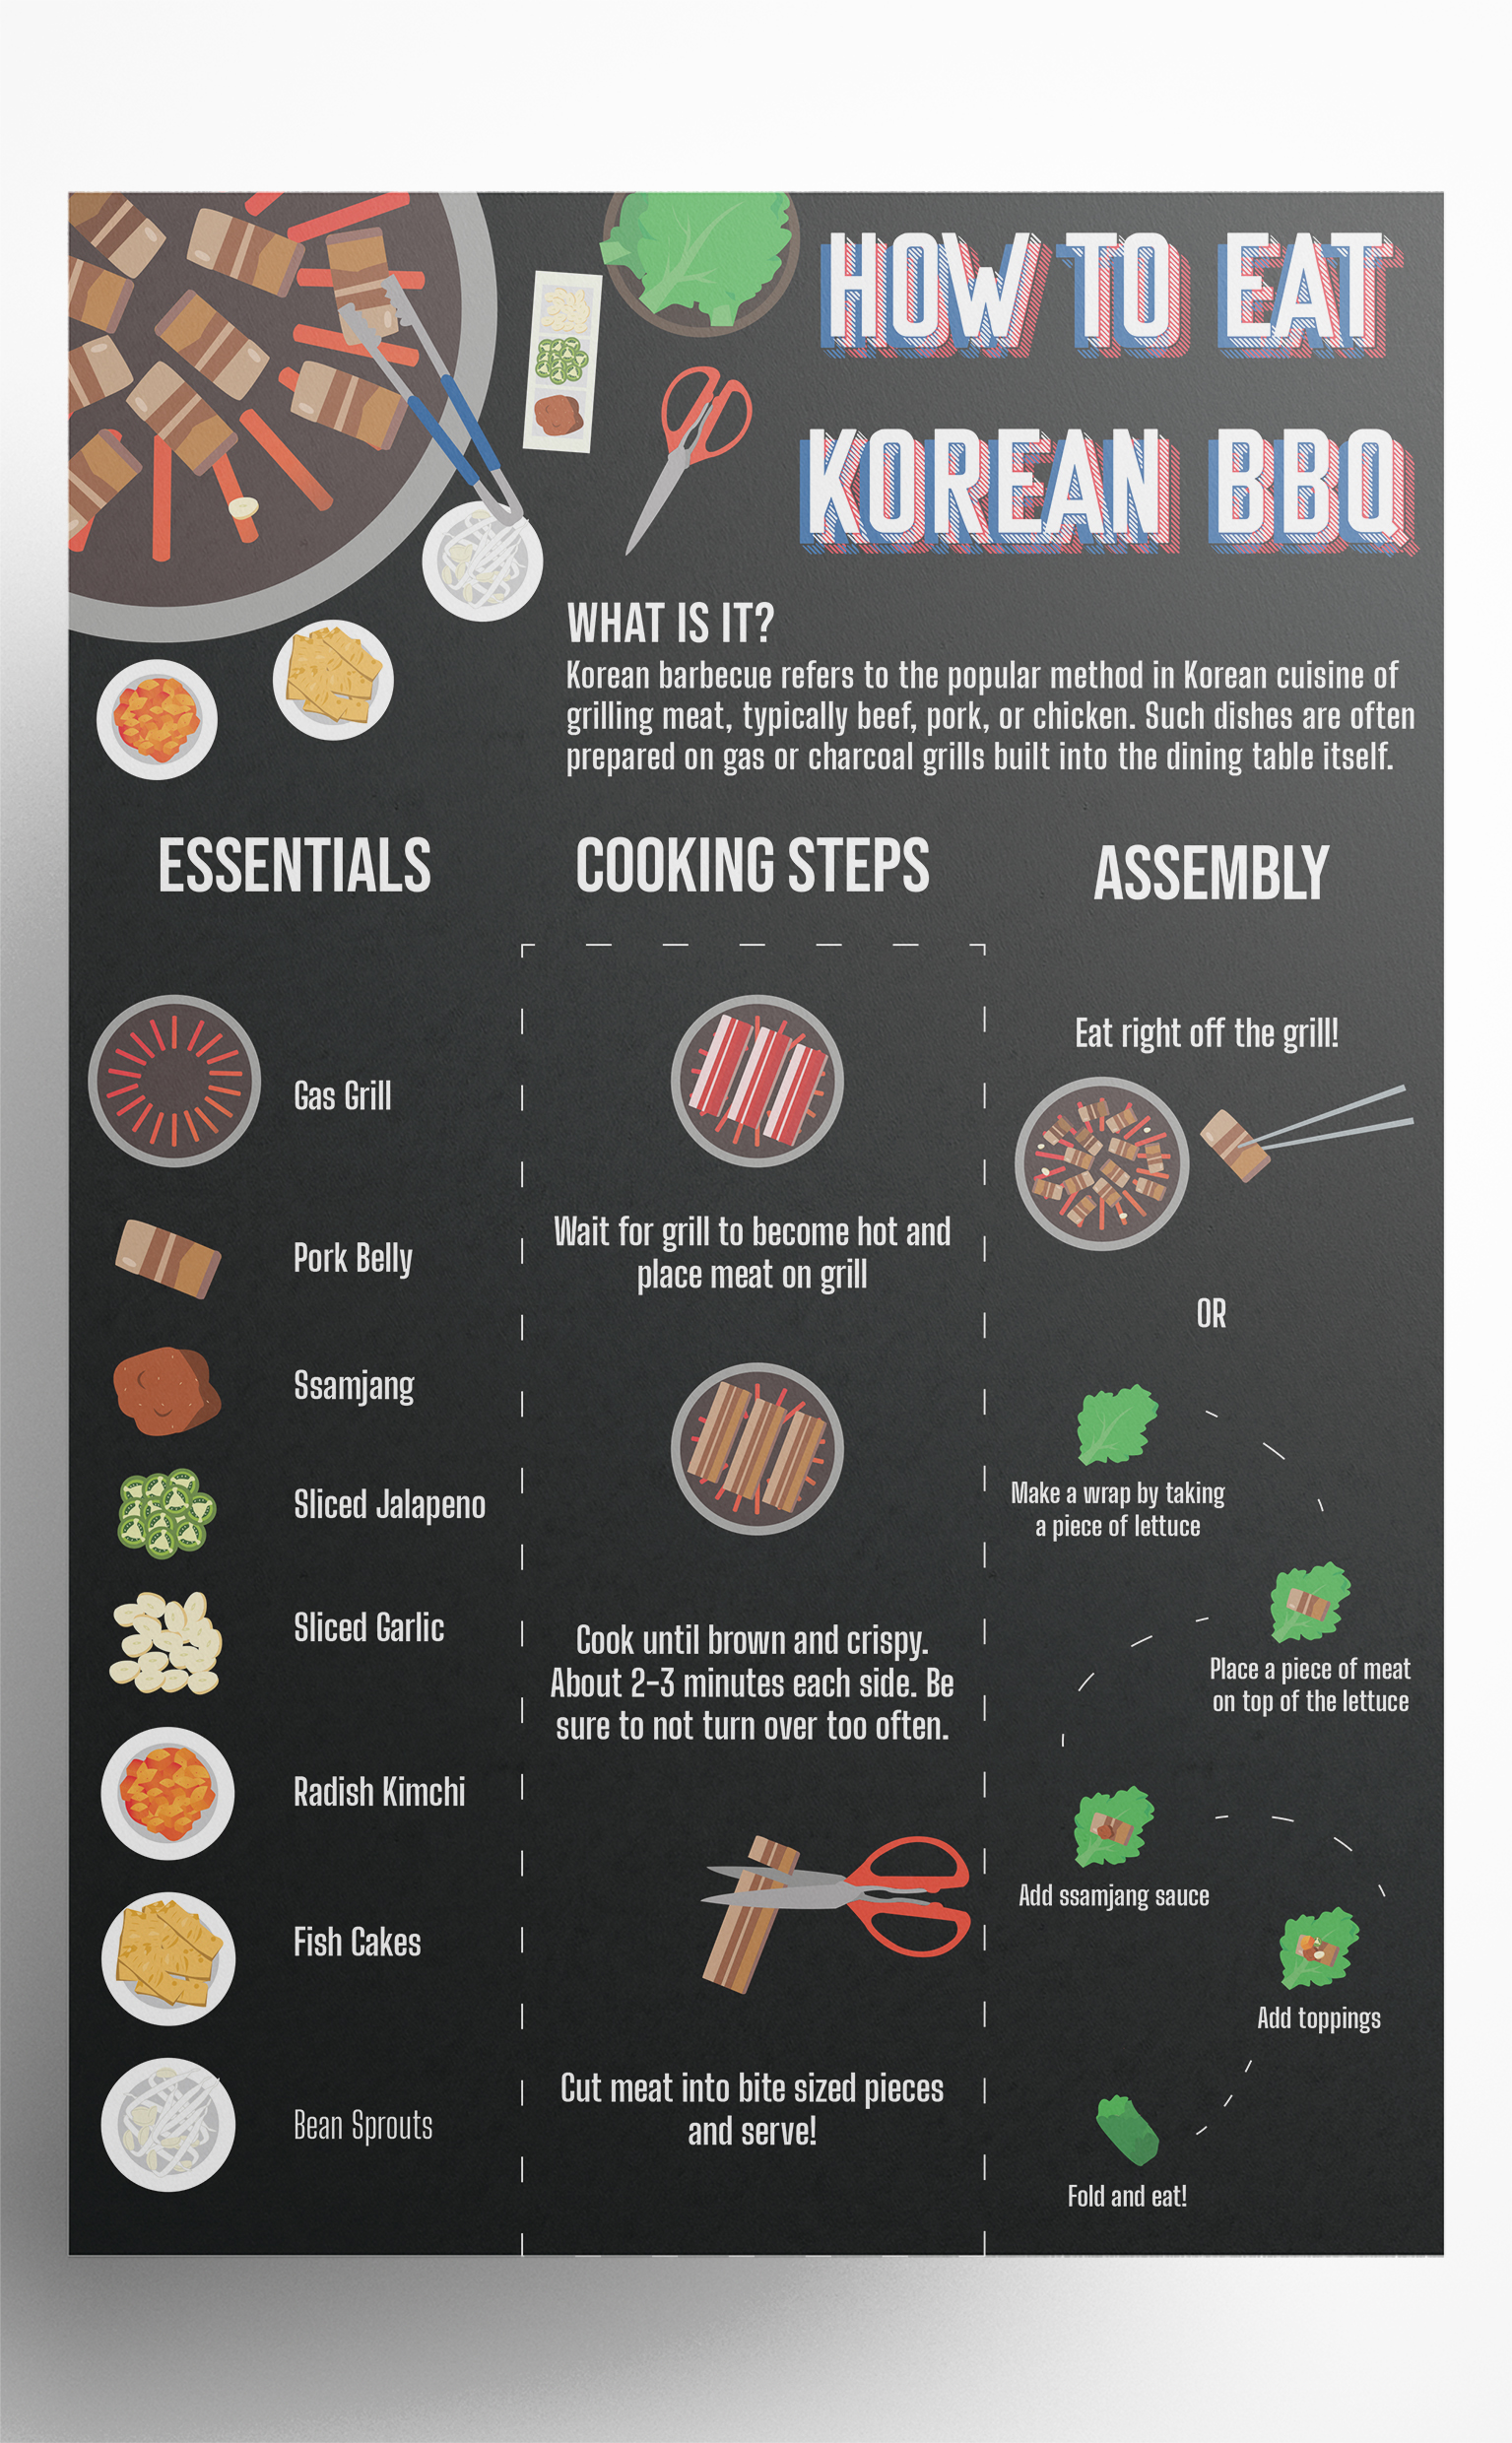 HOW TO EAT
KOREAN BBQ
WHAT IS IT?
Korean barbecue refers to the popular method in Korean cuisine of
grilling meat, typically beef, pork, or chicken. Such dishes are often
prepared on gas or charcoal grills built into the dining table itself.
ESSENTIALS
Gas Grill
Pork Belly
Ssamjang
Sliced Jalapeno
Sliced Garlic
Radish Kimchi
Fish Cakes
Bean Sprouts
COOKING STEPS
Wait for grill to become hot and
place meat on grill
Cook until brown and crispy.
About 2-3 minutes each side. Be
sure to not turn over too often.
Cut meat into bite sized pieces
and serve!
ASSEMBLY
Eat right off the grill!
OR
Make a wrap by taking
a piece of lettuce
Place a piece of meat
on top of the lettuce
Add ssamjang sauce
Add toppings
Fold and eat!